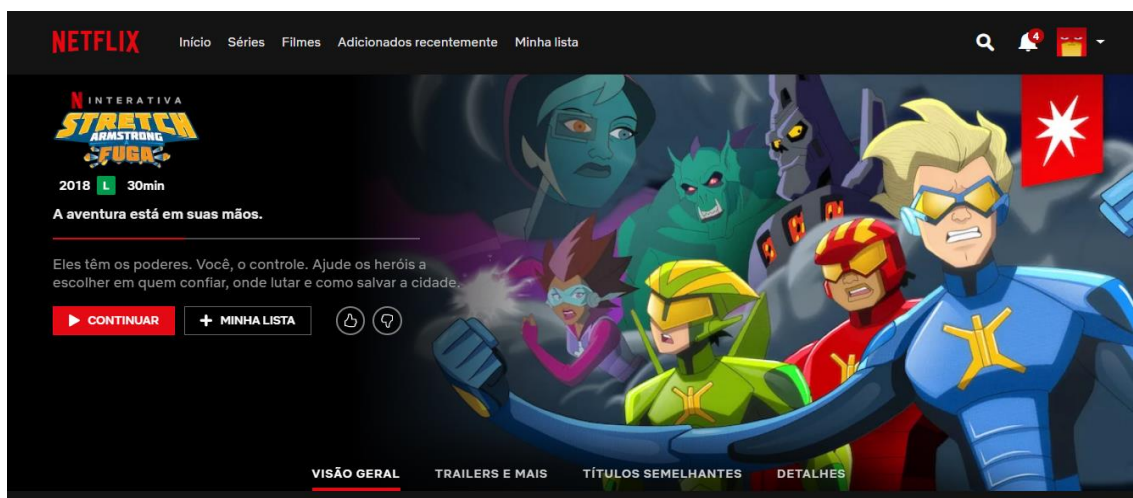 NETFLIX Início Séries Filmes Adicionados recentemente Minha lista 4
N INTERATIVA
STRETCH
ARMSTRONG
FUGA
2018 L 30min
A aventura está em suas mãos.
Eles têm os poderes. Você, o controle. Ajude os heróis a
escolher em quem confiar, onde lutar e como salvar a cidade.
CONTINUAR + MINHA LISTA
VISÃO GERAL TRAILERS E MAIS TÍTULOS SEMELHANTES DETALHES